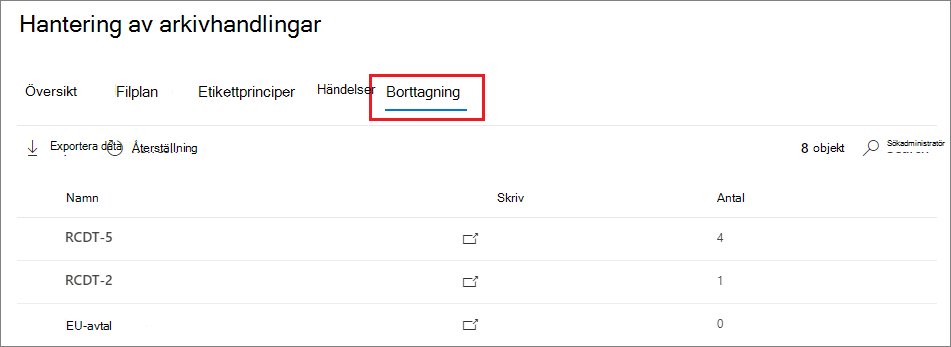 Hantering av arkivhandlingar
Översikt Filplan Etikettprinciper Händelser Borttagning
Exportera data Återställning 8 objekt Sökadministratör
Namn Skriv Antal
RCDT-5 4
RCDT-2 1
EU-avtal 0